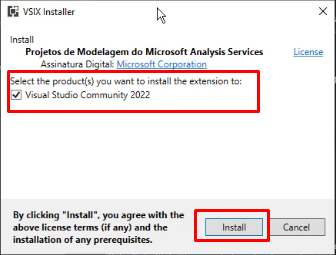 VSIX Installer
Install
Projetos de Modelagem do Microsoft Analysis Services License
Assinatura Digital: Microsoft Corporation
Select the product(s) you want to install the extension to:
Visual Studio Community 2022
By clicking "Install", you agree with the
above license terms (if any) and the
installation of any prerequisites.
Install Cancel